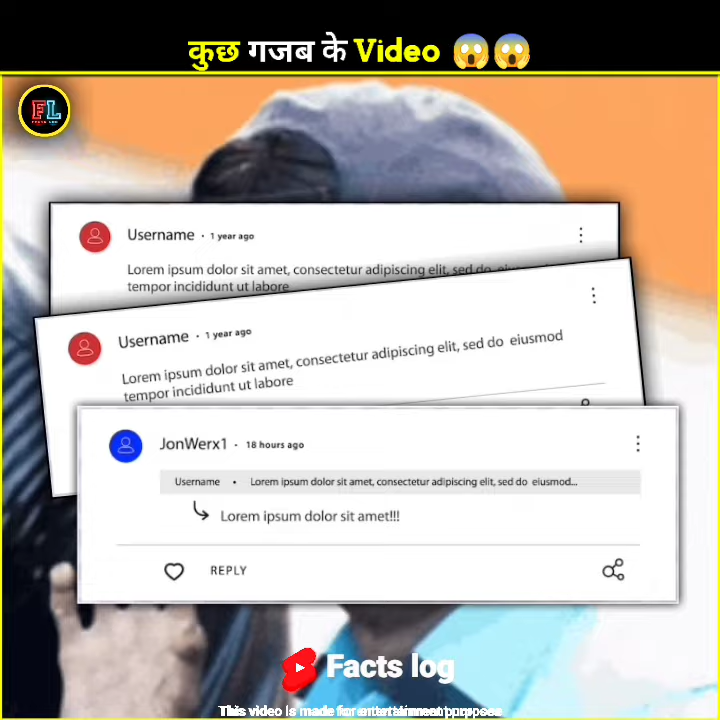 कुछ गजब के Video 😱😱
FL
Username · 1 year ago
Lorem ipsum dolor sit amet, consectetur adipiscing elit, sed do
tempor incididunt ut labore
Username · 1 year ago
Lorem ipsum dolor sit amet, consectetur adipiscing elit, sed do eiusmod
tempor incididunt ut labore
JonWerx1 · 18 hours ago
Username • Lorem ipsum dolor sit amet, consectetur adipiscing elit, sed do eiusmod...
Lorem ipsum dolor sit amet!!!
REPLY
Facts log
This video is made for entertainment purposes